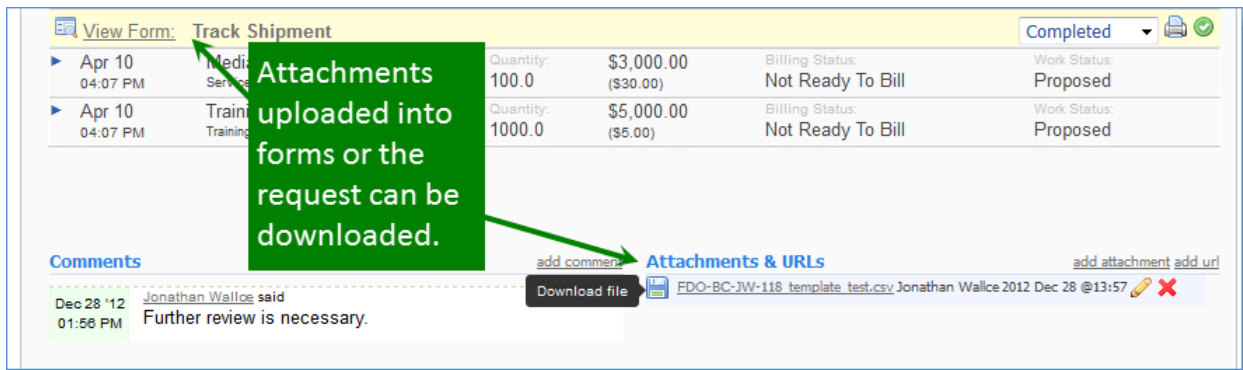 View Form: Track Shipment Completed
Apr 10 Media Quantity: $3,000.00 Billing Status: Work Status:
04:07 PM Service 100.0 ($30.00) Not Ready To Bill Proposed
Apr 10 Traini Quantity: $5,000.00 Billing Status: Work Status:
04:07 PM Training 1000.0 ($5.00) Not Ready To Bill Proposed
Attachments
uploaded into
forms or the
request can be
downloaded.
Comments add comment
Dec 28 '12 Jonathan Wallce said
01:56 PM Further review is necessary.
Attachments & URLs add attachment add url
Download file FDO-BC-JW-118_template_test.csv Jonathan Wallce 2012 Dec 28 @13:57